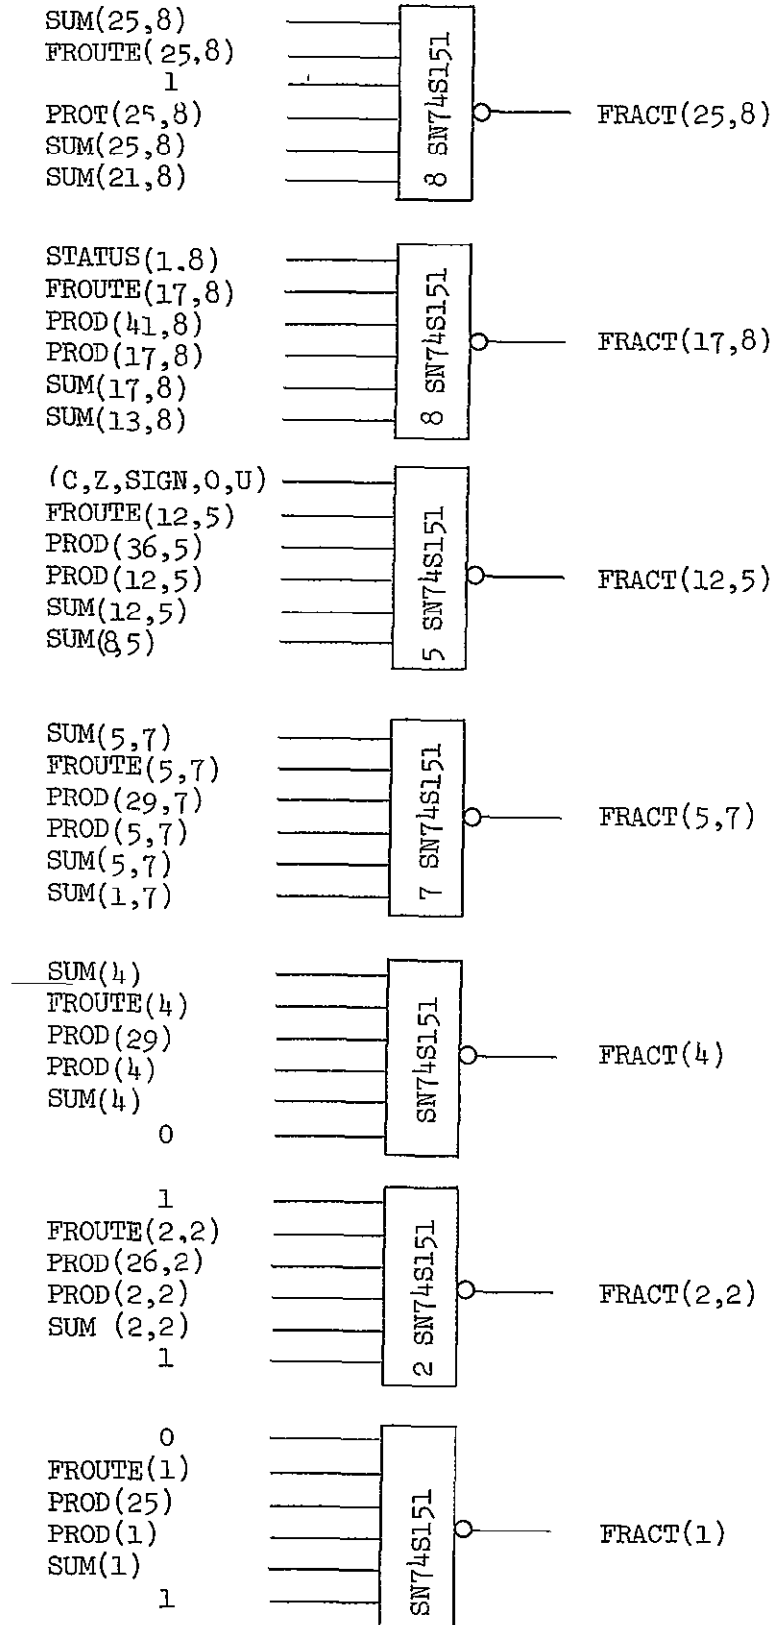 SUM(25,8)
FROUTE(25,8)
1
PROT(25,8)
SUM(25,8)
SUM(21,8)
8 SN74S151
FRACT(25,8)
STATUS(1.8)
FROUTE(17,8)
PROD(41,8)
PROD(17,8)
SUM(17,8)
SUM(13,8)
8 SN74S151
FRACT(17,8)
(C,Z,SIGN,O,U)
FROUTE(12,5)
PROD(36,5)
PROD(12,5)
SUM(12,5)
SUM(8,5)
5 SN74S151
FRACT(12,5)
SUM(5,7)
FROUTE(5,7)
PROD(29,7)
PROD(5,7)
SUM(5,7)
SUM(1,7)
7 SN74S151
FRACT(5,7)
SUM(4)
FROUTE(4)
PROD(29)
PROD(4)
SUM(4)
0
SN74S151
FRACT(4)
1
FROUTE(2,2)
PROD(26,2)
PROD(2,2)
SUM (2,2)
1
2 SN74S151
FRACT(2,2)
0
FROUTE(1)
PROD(25)
PROD(1)
SUM(1)
1
SN74S151
FRACT(1)